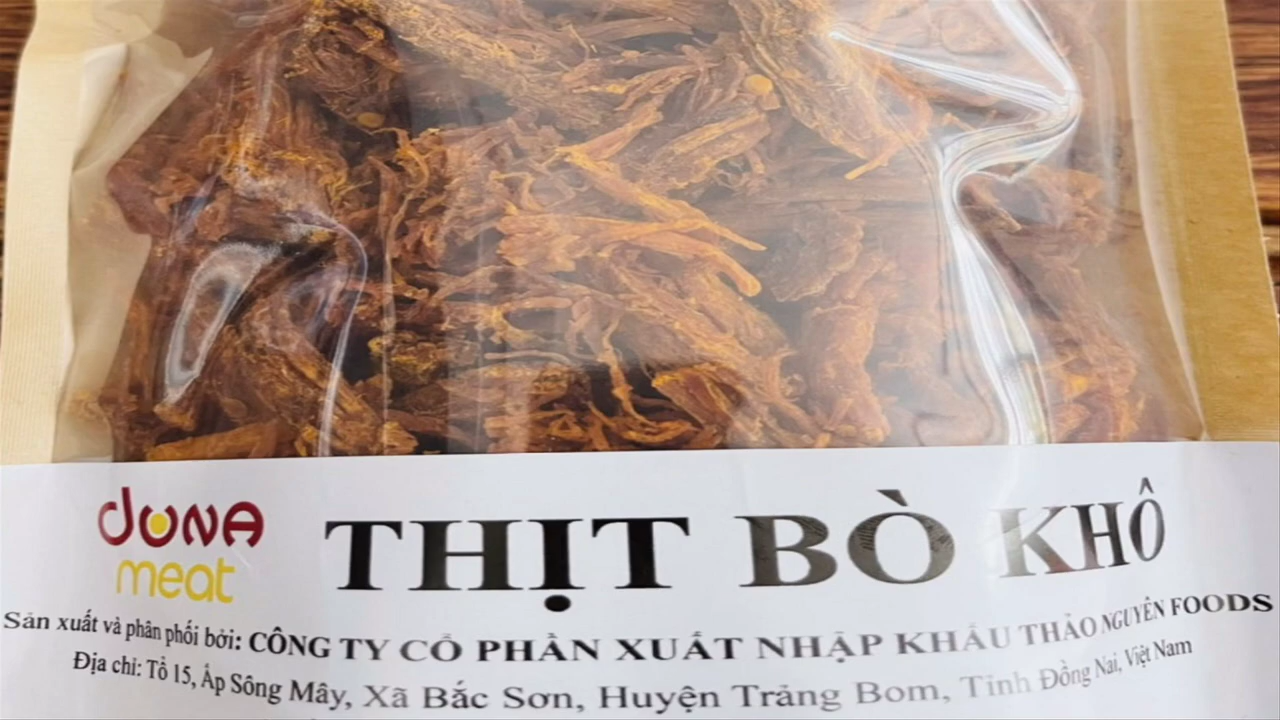 duna
meat
THỊT BÒ KHÔ
Sản xuất và phân phối bởi: CÔNG TY CỔ PHẦN XUẤT NHẬP KHẨU THẢO NGUYÊN FOODS
Địa chỉ: Tổ 15, Ấp Sông Mây, Xã Bắc Sơn, Huyện Trảng Bom, Tỉnh Đồng Nai, Việt Nam